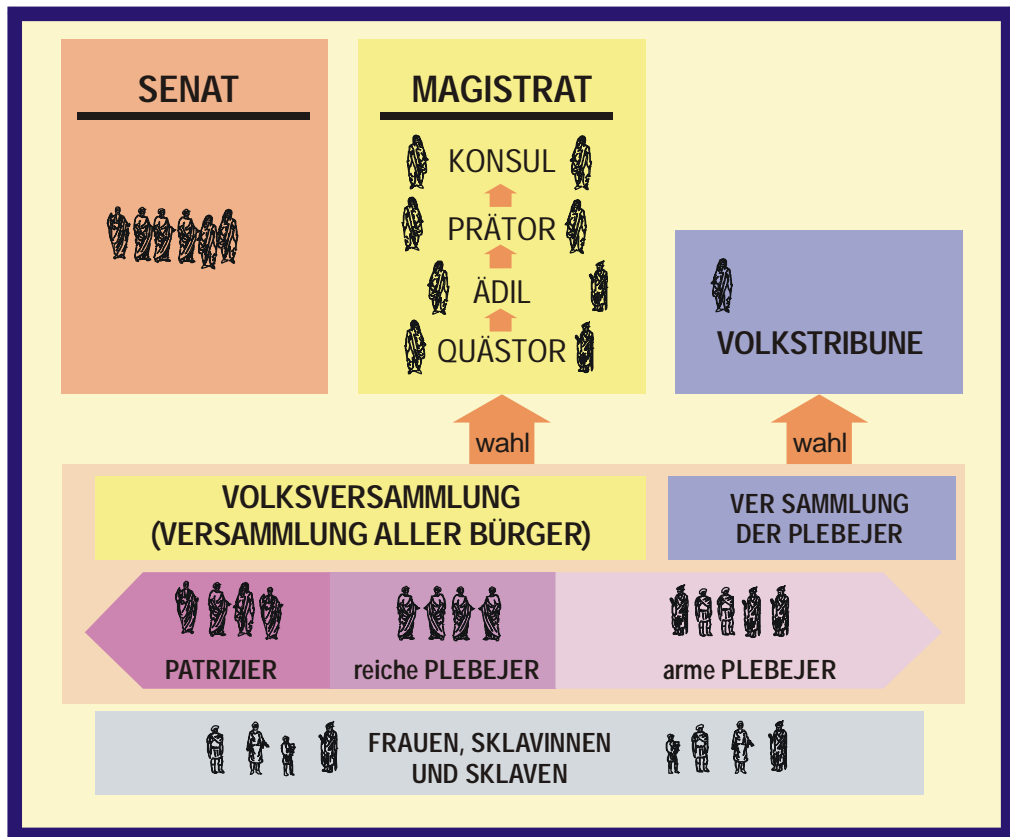 SENAT
MAGISTRAT
KONSUL
PRÄTOR
ÄDIL
QUÄSTOR
VOLKSTRIBUNE
wahl
wahl
VOLKSVERSAMMLUNG
(VERSAMMLUNG ALLER BÜRGER)
VER SAMMLUNG
DER PLEBEJER
PATRIZIER
reiche PLEBEJER
arme PLEBEJER
FRAUEN, SKLAVINNEN
UND SKLAVEN